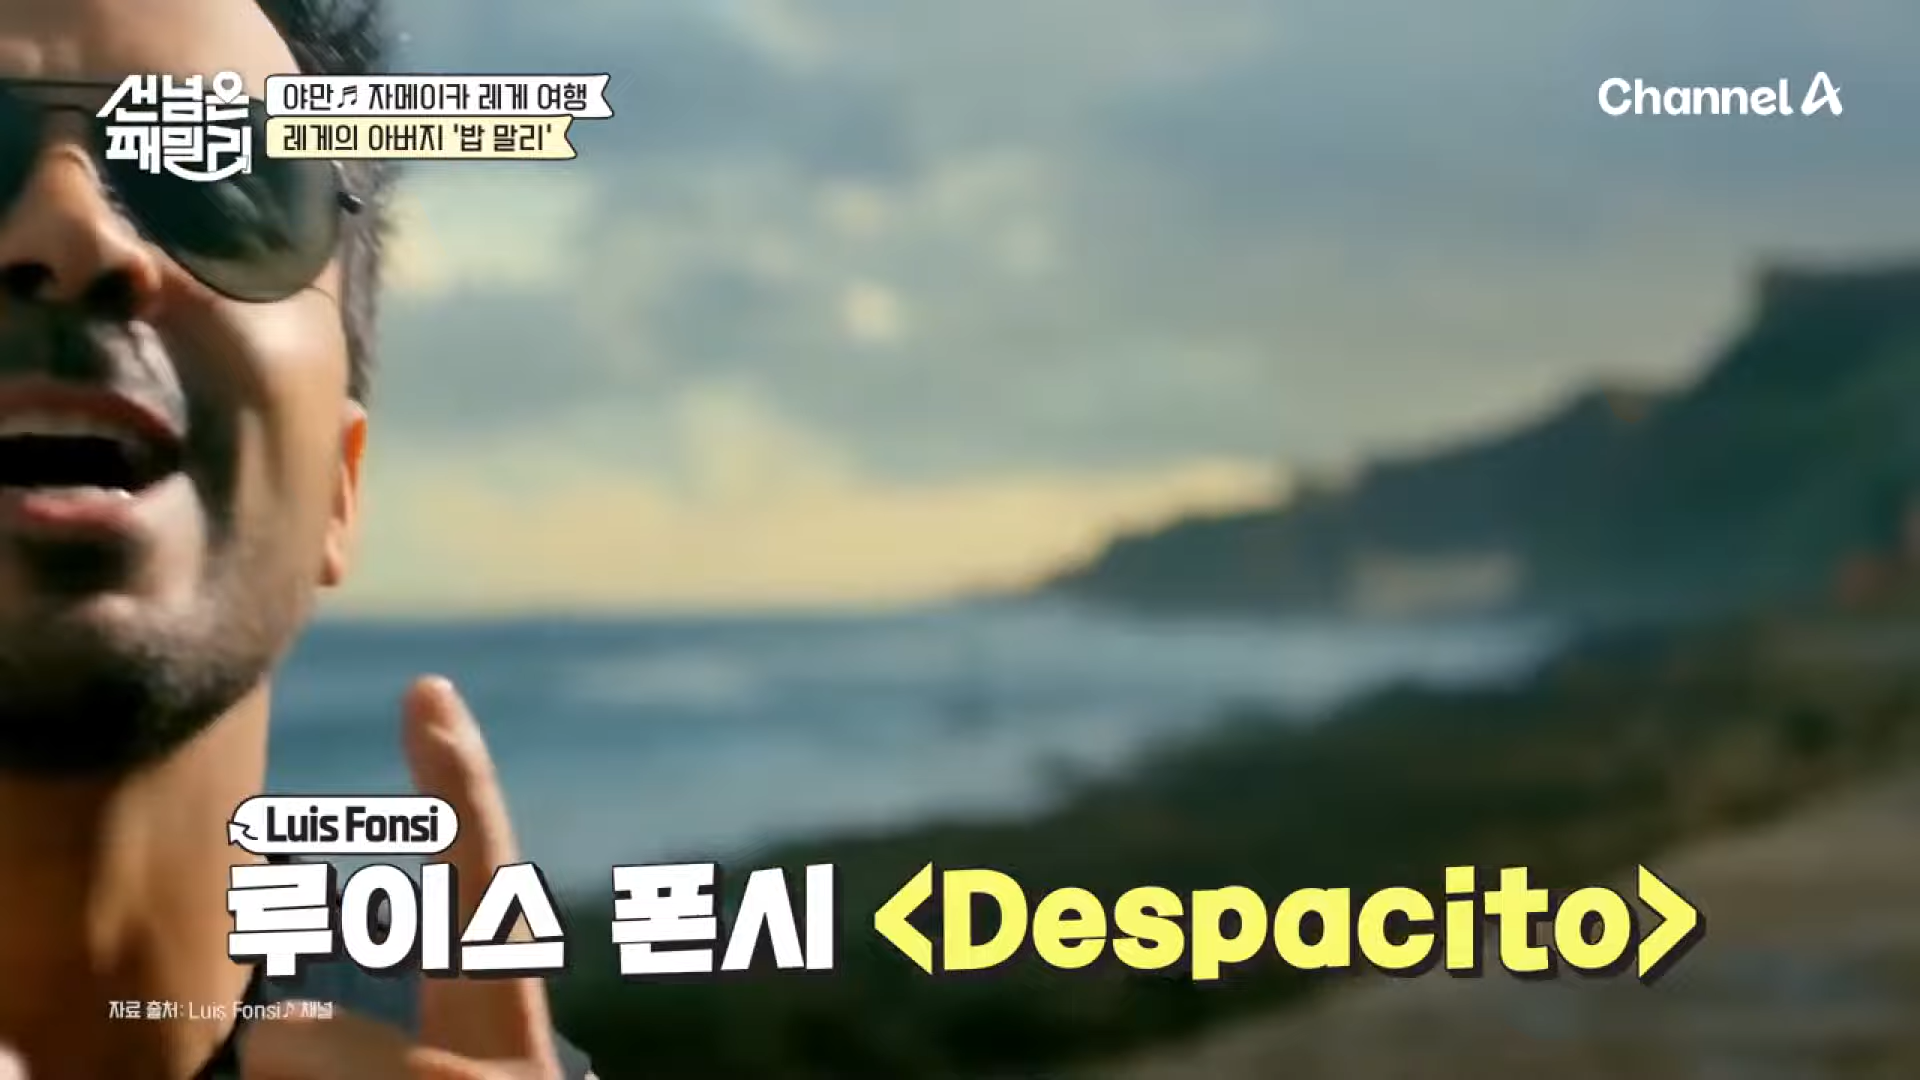 선넘은
패밀리
야만♬ 자메이카 레게 여행
레게의 아버지 '밥 말리'
Channel A
Luis Fonsi
루이스 폰시 <Despacito>
자료 출처: Luis Fonsi♪ 채널